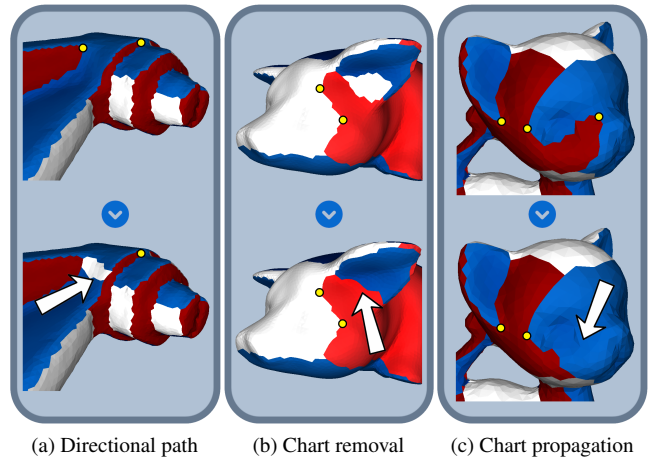 (a) Directional path
(b) Chart removal
(c) Chart propagation